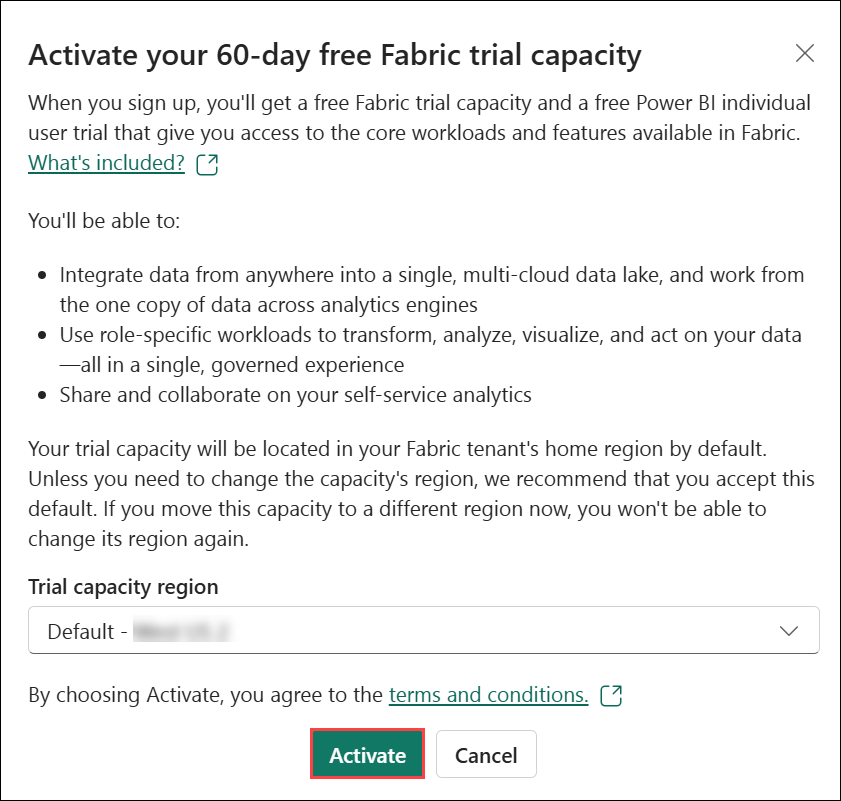 Activate your 60-day free Fabric trial capacity
When you sign up, you'll get a free Fabric trial capacity and a free Power BI individual
user trial that give you access to the core workloads and features available in Fabric.
What's included?
You'll be able to:
• Integrate data from anywhere into a single, multi-cloud data lake, and work from
the one copy of data across analytics engines
• Use role-specific workloads to transform, analyze, visualize, and act on your data
—all in a single, governed experience
• Share and collaborate on your self-service analytics
Your trial capacity will be located in your Fabric tenant's home region by default.
Unless you need to change the capacity's region, we recommend that you accept this
default. If you move this capacity to a different region now, you won't be able to
change its region again.
Trial capacity region
Default -
By choosing Activate, you agree to the terms and conditions.
Activate Cancel